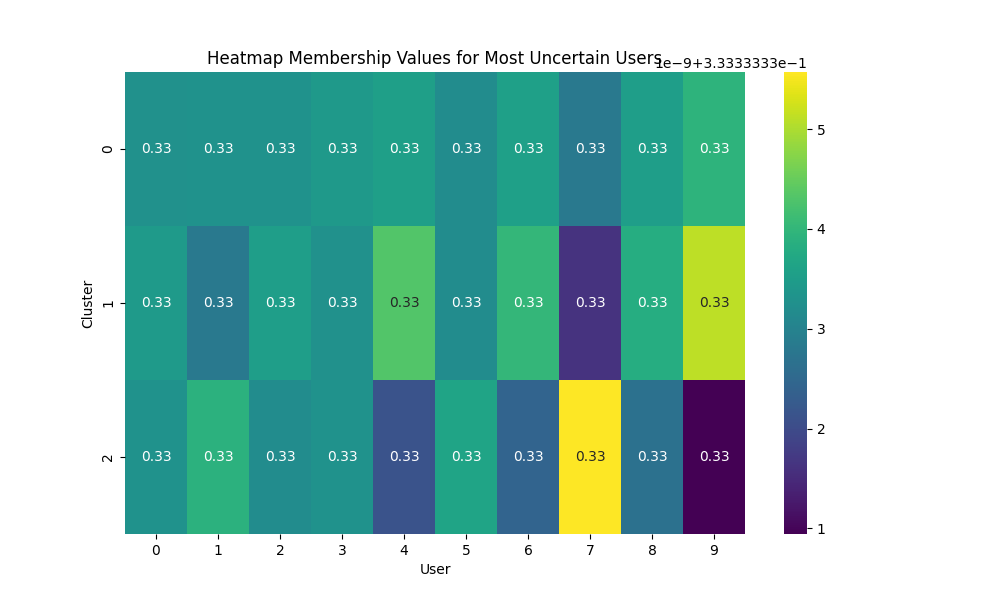 Heatmap Membership Values for Most Uncertain Users
1e−9+3.3333333e−1
0 0.33 0.33 0.33 0.33 0.33 0.33 0.33 0.33 0.33 0.33
5
4
Cluster
1 0.33 0.33 0.33 0.33 0.33 0.33 0.33 0.33 0.33 0.33
3
2
2 0.33 0.33 0.33 0.33 0.33 0.33 0.33 0.33 0.33 0.33
1
0 1 2 3 4 5 6 7 8 9
User